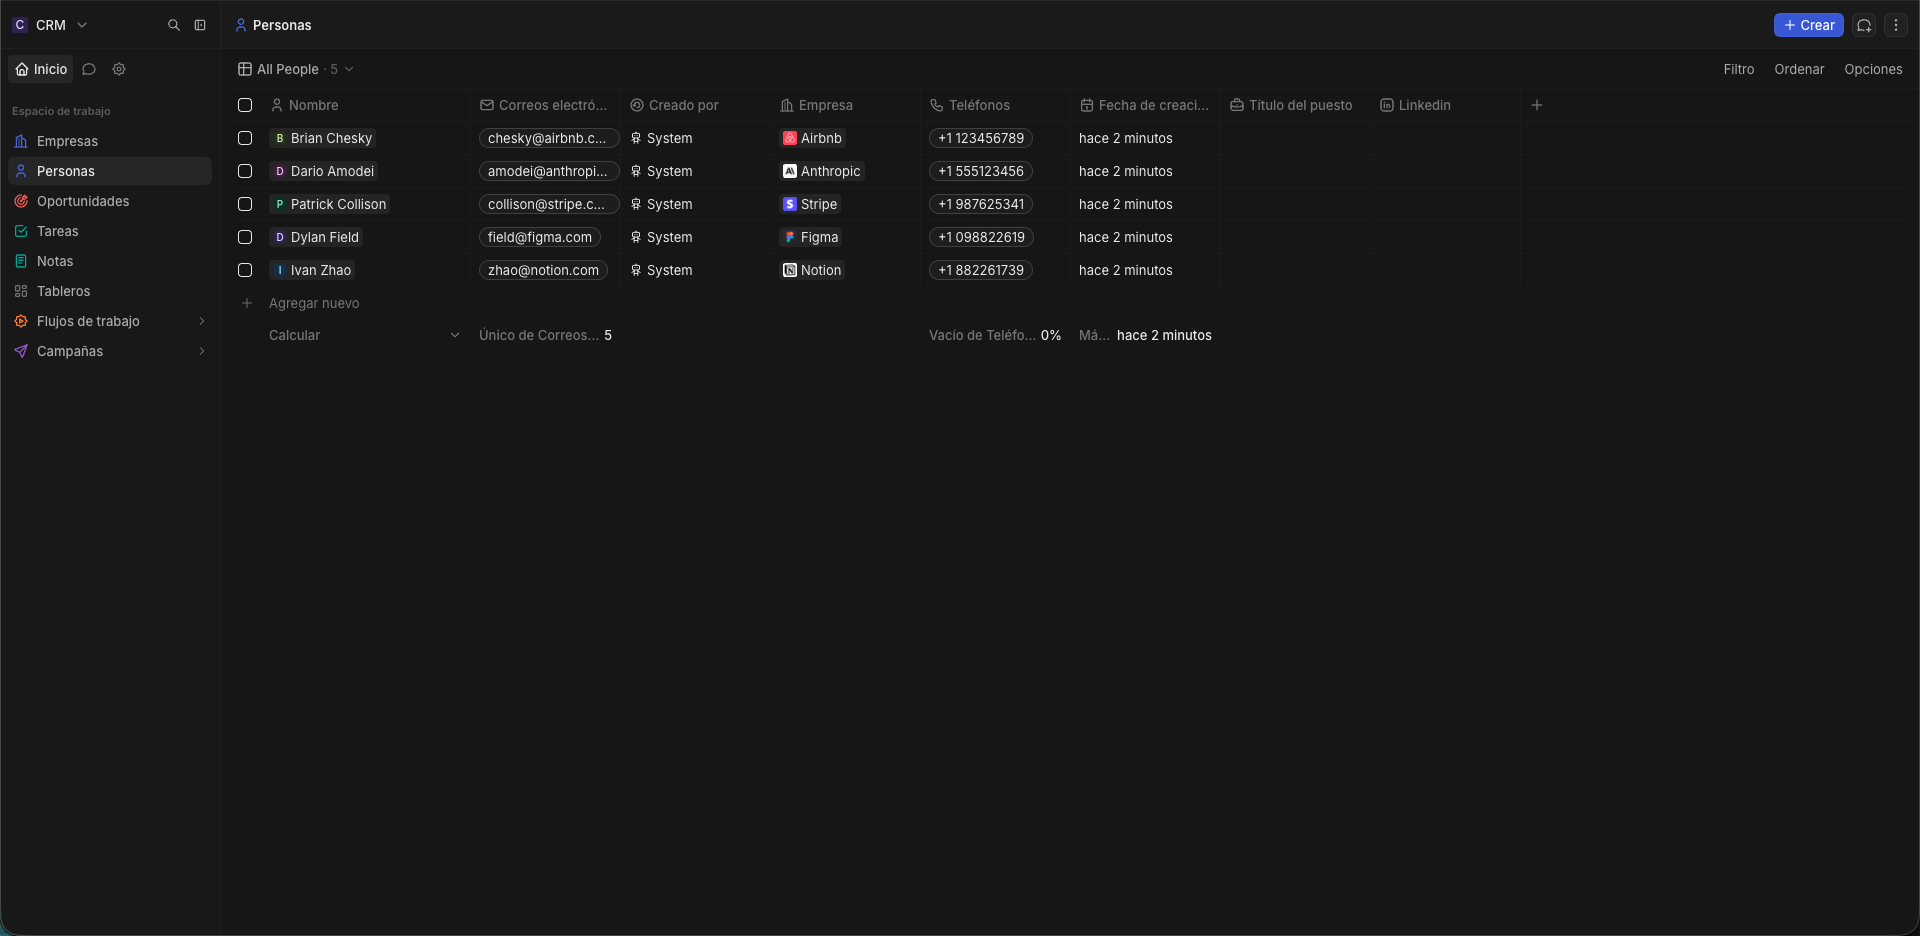 C CRM
Personas
Crear
Inicio
All People · 5
Filtro Ordenar Opciones
Espacio de trabajo
Empresas
Personas
Oportunidades
Tareas
Notas
Tableros
Flujos de trabajo
Campañas
Nombre Correos electró... Creado por Empresa Teléfonos Fecha de creaci... Título del puesto Linkedin
B Brian Chesky chesky@airbnb.c... System Airbnb +1 123456789 hace 2 minutos
D Dario Amodei amodei@anthropi... System Anthropic +1 555123456 hace 2 minutos
P Patrick Collison collison@stripe.c... System Stripe +1 987625341 hace 2 minutos
D Dylan Field field@figma.com System Figma +1 098822619 hace 2 minutos
I Ivan Zhao zhao@notion.com System Notion +1 882261739 hace 2 minutos
Agregar nuevo
Calcular Único de Correos... 5 Vacío de Teléfo... 0% Má... hace 2 minutos